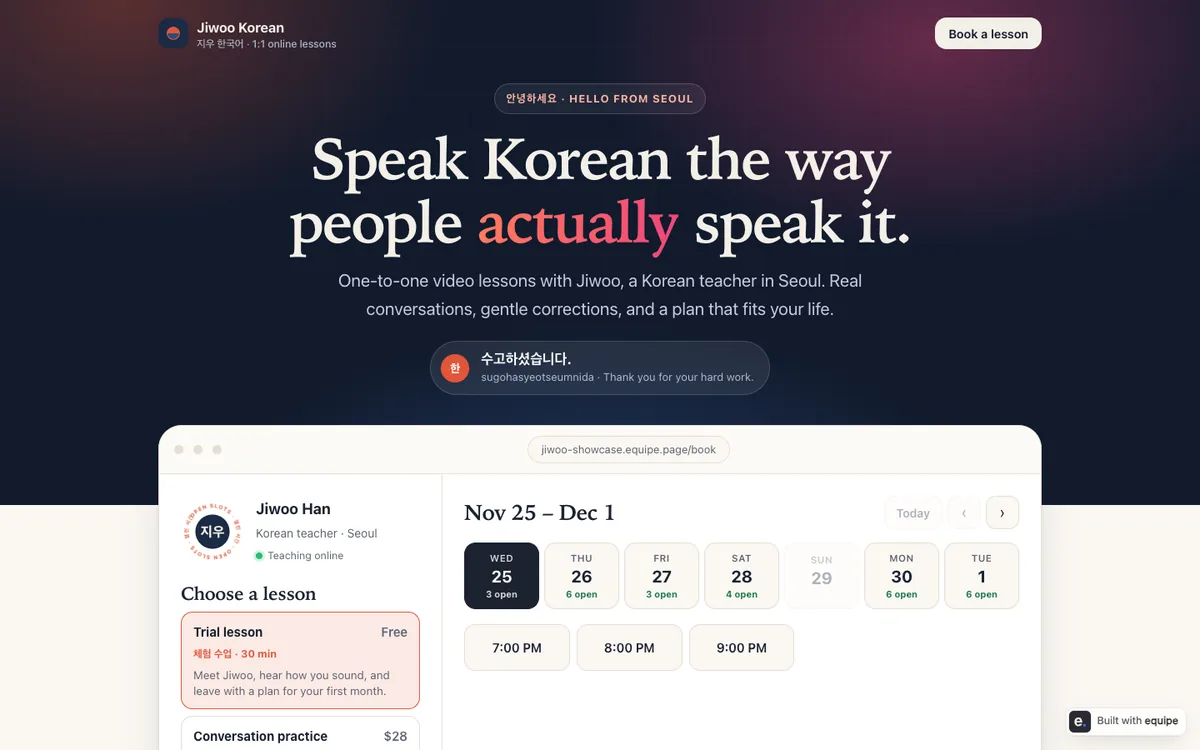 Jiwoo Korean
지우 한국어 · 1:1 online lessons
Book a lesson
안녕하세요 · HELLO FROM SEOUL
Speak Korean the way
people actually speak it.
One-to-one video lessons with Jiwoo, a Korean teacher in Seoul. Real
conversations, gentle corrections, and a plan that fits your life.
한
수고하셨습니다.
sugohasyeotseumnida · Thank you for your hard work.
jiwoo-showcase.equipe.page/book
지우
Jiwoo Han
Korean teacher · Seoul
Teaching online
Choose a lesson
Trial lesson
Free
체험 수업 · 30 min
Meet Jiwoo, hear how you sound, and
leave with a plan for your first month.
Conversation practice
$28
Nov 25 – Dec 1
Today
‹
›
WED
25
3 open
THU
26
6 open
FRI
27
3 open
SAT
28
4 open
SUN
29
MON
30
6 open
TUE
1
6 open
7:00 PM
8:00 PM
9:00 PM
e.
Built with equipe